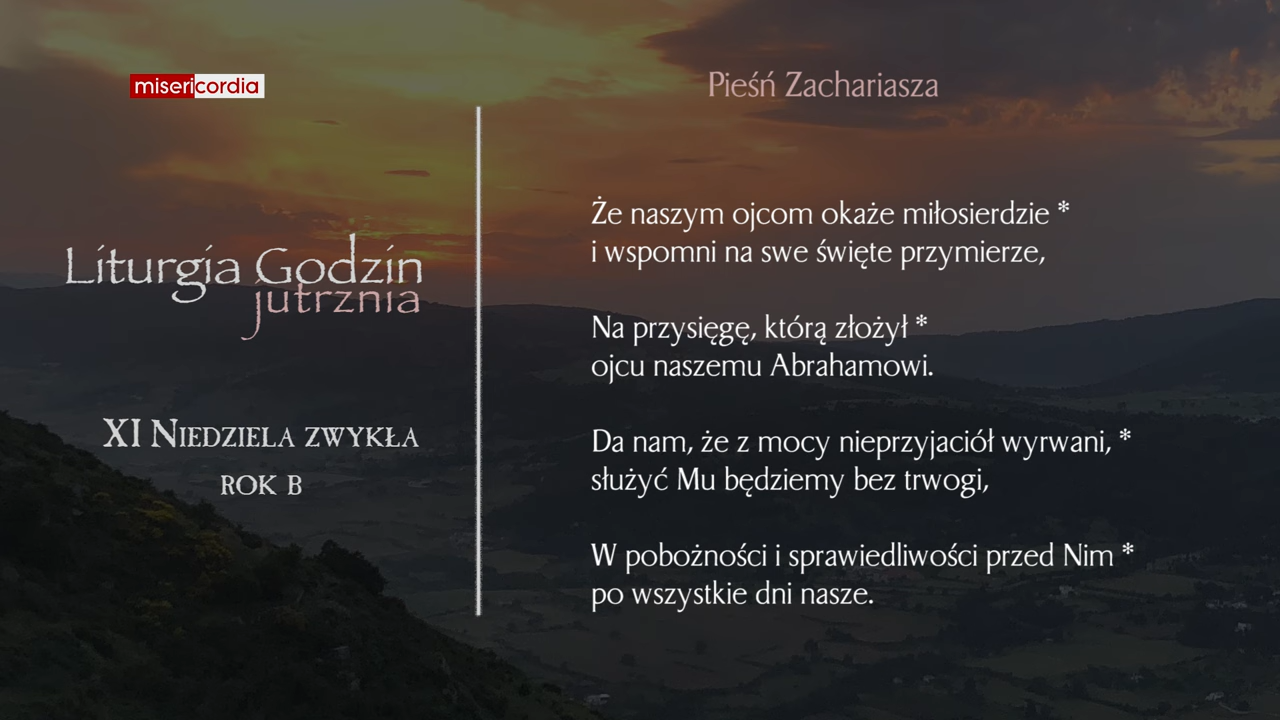 misericordia
Liturgia Godzin
jutrznia
XI Niedziela zwykła
rok B
Pieśń Zachariasza
Że naszym ojcom okaże miłosierdzie *
i wspomni na swe święte przymierze,
Na przysięgę, którą złożył *
ojcu naszemu Abrahamowi.
Da nam, że z mocy nieprzyjaciół wyrwani, *
służyć Mu będziemy bez trwogi,
W pobożności i sprawiedliwości przed Nim *
po wszystkie dni nasze.